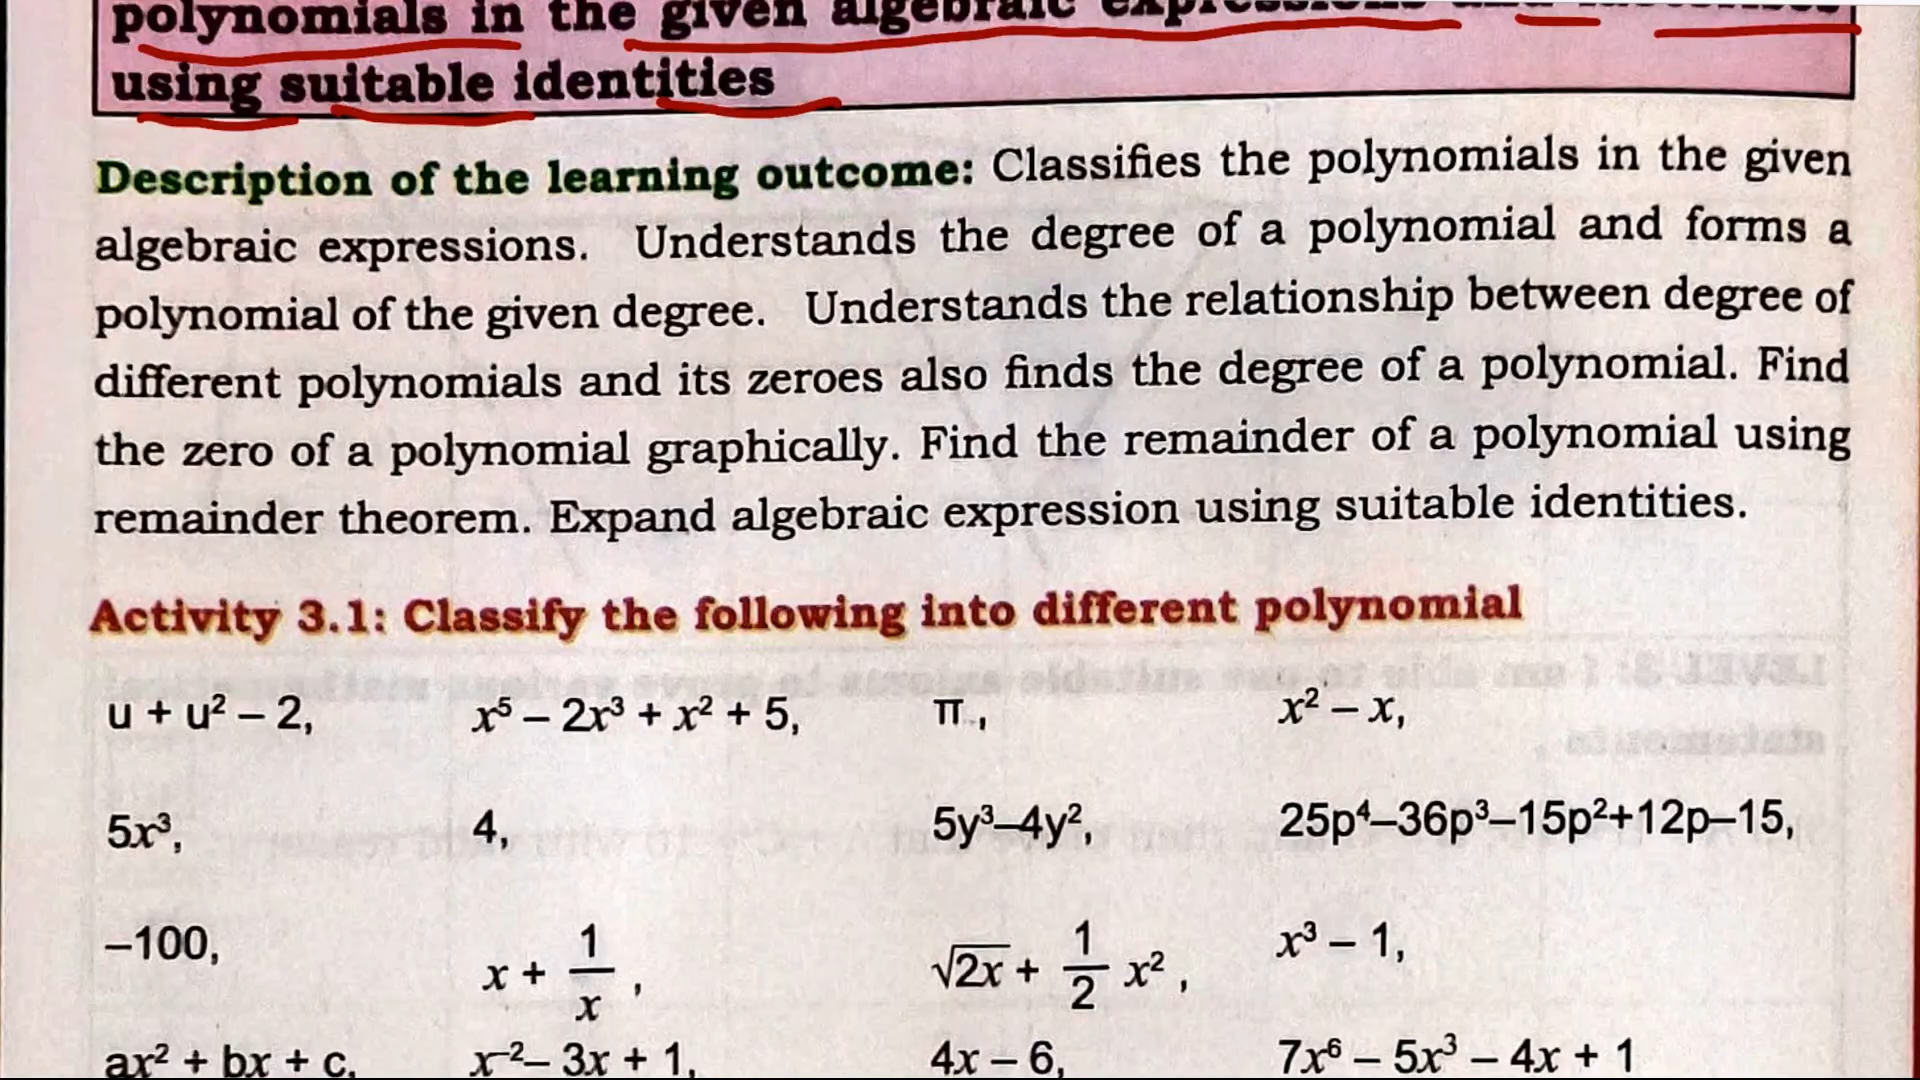 polynomials in the given algebraic expressions and
using suitable identities
Description of the learning outcome: Classifies the polynomials in the given
algebraic expressions. Understands the degree of a polynomial and forms a
polynomial of the given degree. Understands the relationship between degree of
different polynomials and its zeroes also finds the degree of a polynomial. Find
the zero of a polynomial graphically. Find the remainder of a polynomial using
remainder theorem. Expand algebraic expression using suitable identities.
Activity 3.1: Classify the following into different polynomial
u + u² – 2, x⁵ – 2x³ + x² + 5, π, x² – x,
5x³, 4, 5y³–4y², 25p⁴–36p³–15p²+12p–15,
–100, x + 1/x, √2x + 1/2 x², x³ – 1,
ax² + bx + c, x⁻²– 3x + 1, 4x – 6, 7x⁶ – 5x³ – 4x + 1